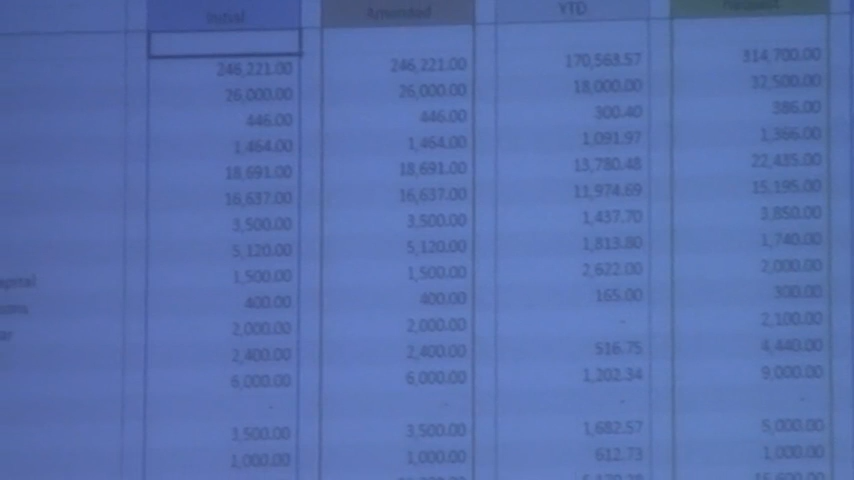 Initial Amended YTD Request
246,221.00 246,221.00 170,563.57 314,700.00
26,000.00 26,000.00 18,000.00 32,500.00
446.00 446.00 300.40 386.00
1,464.00 1,464.00 1,091.97 1,366.00
18,691.00 18,691.00 13,780.48 22,435.00
16,637.00 16,637.00 11,974.69 15,195.00
3,500.00 3,500.00 1,437.70 3,850.00
5,120.00 5,120.00 1,813.80 1,740.00
apital 1,500.00 1,500.00 2,622.00 2,000.00
400.00 400.00 165.00 300.00
ar 2,000.00 2,000.00 - 2,100.00
2,400.00 2,400.00 516.75 4,440.00
6,000.00 6,000.00 1,202.34 9,000.00
- - -
3,500.00 3,500.00 1,682.57 5,000.00
1,000.00 1,000.00 612.73 1,000.00